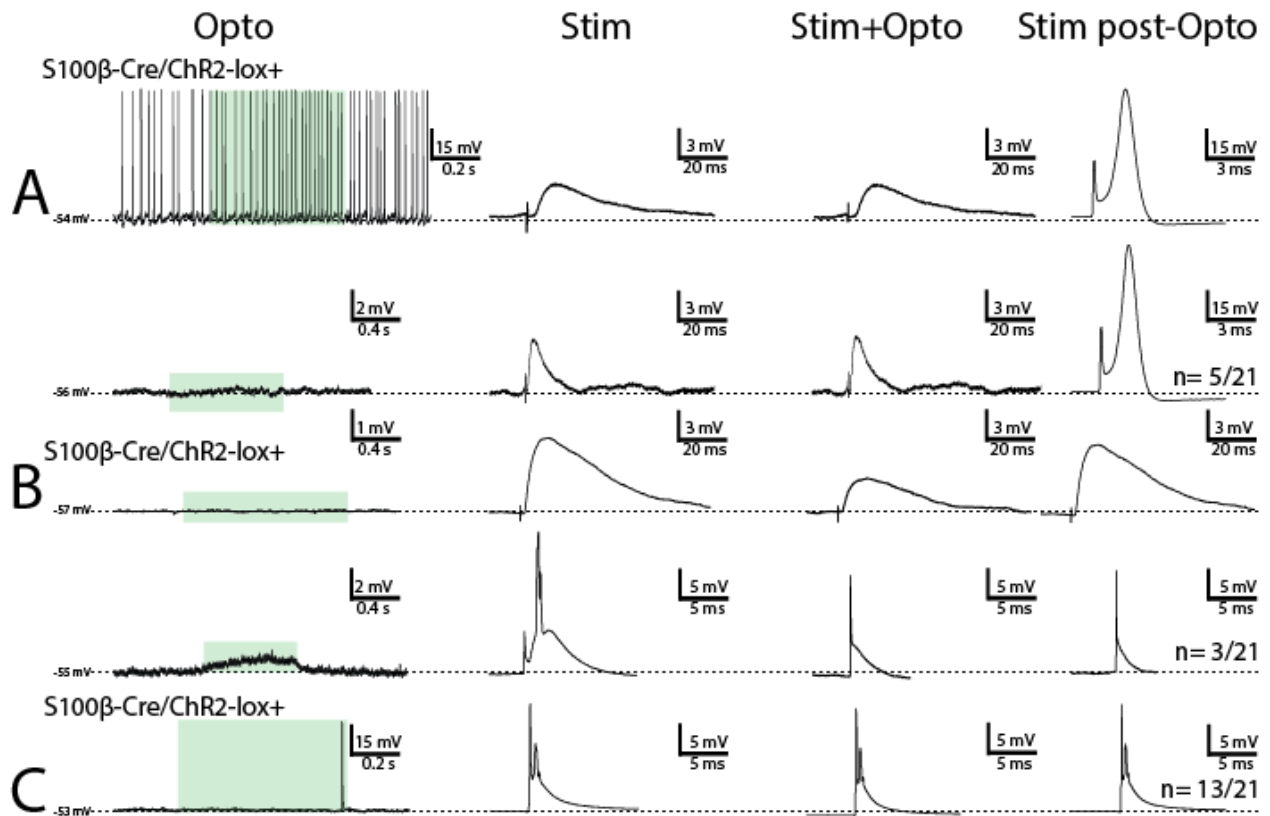 Opto Stim Stim+Opto Stim post-Opto
S100β-Cre/ChR2-lox+
A
-54 mV
15 mV
0.2 s
3 mV
20 ms
3 mV
20 ms
15 mV
3 ms
-56 mV
2 mV
0.4 s
3 mV
20 ms
3 mV
20 ms
15 mV
3 ms
n= 5/21
S100β-Cre/ChR2-lox+
B
-57 mV
1 mV
0.4 s
3 mV
20 ms
3 mV
20 ms
3 mV
20 ms
-55 mV
2 mV
0.4 s
5 mV
5 ms
5 mV
5 ms
5 mV
5 ms
n= 3/21
S100β-Cre/ChR2-lox+
C
-53 mV
15 mV
0.2 s
5 mV
5 ms
5 mV
5 ms
5 mV
5 ms
n= 13/21